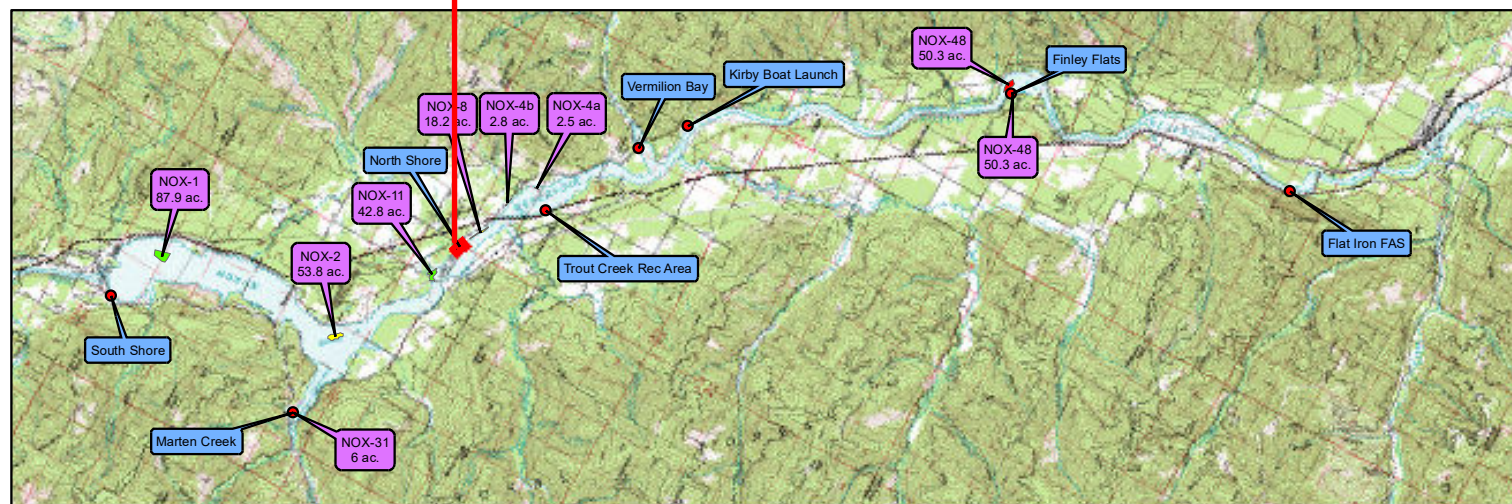 NOX-48
50.3 ac.
Finley Flats
Kirby Boat Launch
Vermilion Bay
NOX-8
18.2 ac.
NOX-4b
2.8 ac.
NOX-4a
2.5 ac.
North Shore
NOX-48
50.3 ac.
NOX-1
87.9 ac.
NOX-11
42.8 ac.
Flat Iron FAS
Trout Creek Rec Area
NOX-2
53.8 ac.
South Shore
Marten Creek
NOX-31
6 ac.